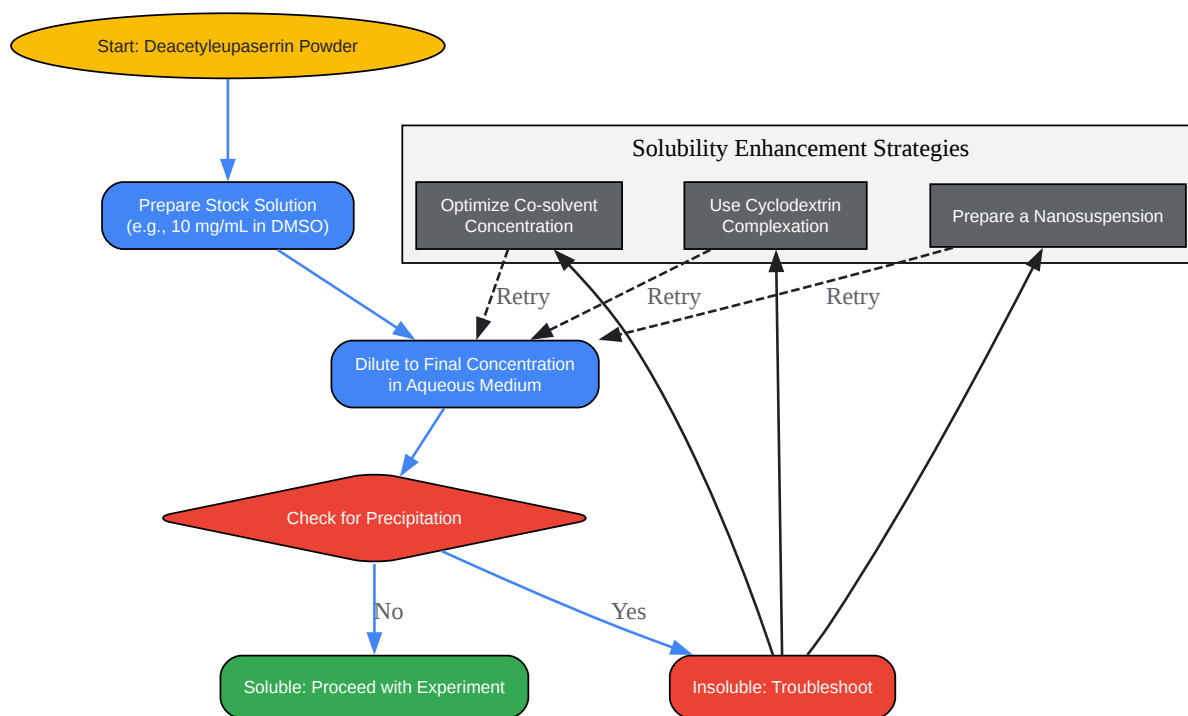 Start: Deacetyleupaserrin Powder
Solubility Enhancement Strategies
Prepare Stock Solution
(e.g., 10 mg/mL in DMSO)
Optimize Co-solvent
Concentration
Use Cyclodextrin
Complexation
Prepare a Nanosuspension
Retry
Retry
Retry
Dilute to Final Concentration
in Aqueous Medium
Check for Precipitation
No
Yes
Soluble: Proceed with Experiment
Insoluble: Troubleshoot